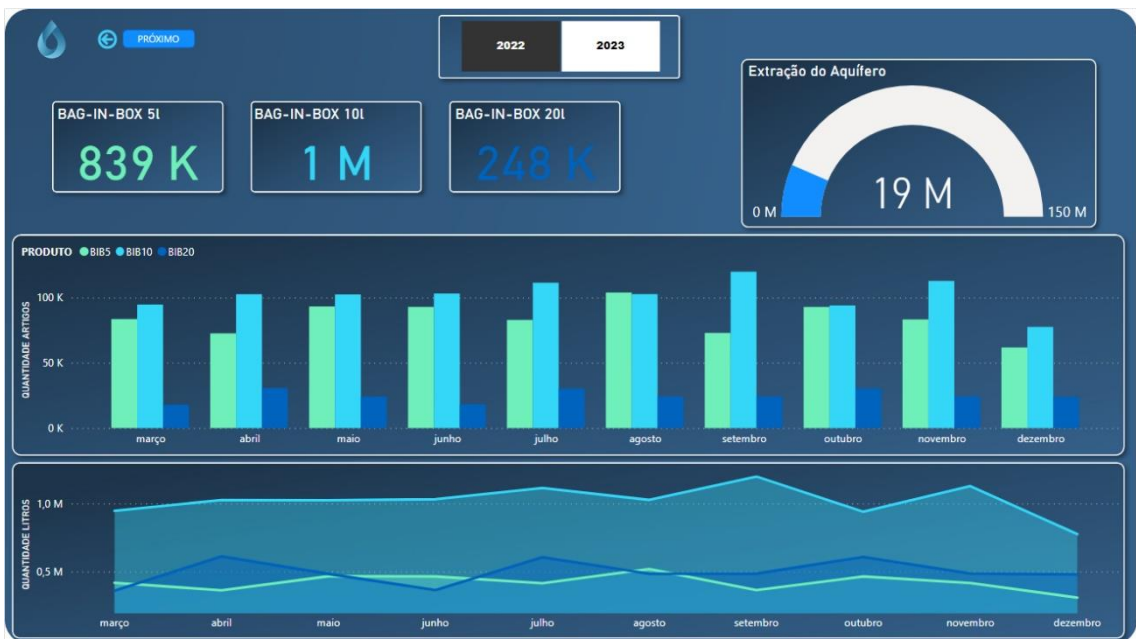 PRÓXIMO
2022
2023
BAG-IN-BOX 5l
839 K
BAG-IN-BOX 10l
1 M
BAG-IN-BOX 20l
248 K
Extração do Aquífero
19 M
0 M
150 M
PRODUTO BIB5 BIB10 BIB20
QUANTIDADE ARTIGOS
100 K
50 K
0 K
março abril maio junho julho agosto setembro outubro novembro dezembro
QUANTIDADE LITROS
1,0 M
0,5 M
março abril maio junho julho agosto setembro outubro novembro dezembro